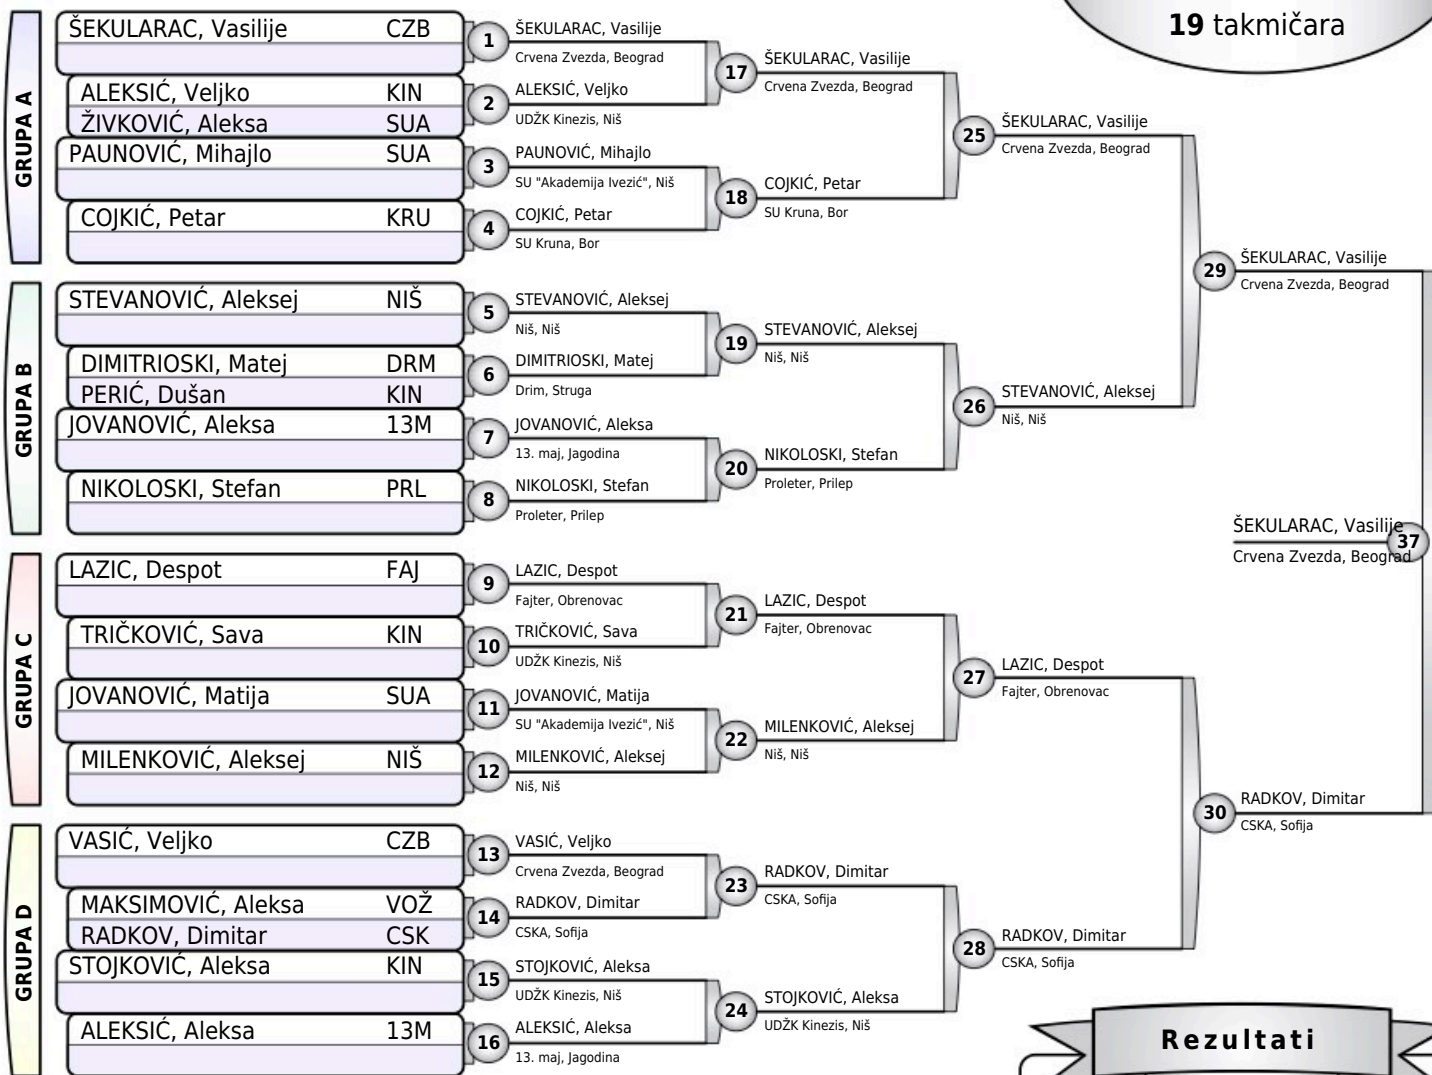 19 takmičara
GRUPA A
ŠEKULARAC, Vasilije CZB
ALEKSIĆ, Veljko KIN
ŽIVKOVIĆ, Aleksa SUA
PAUNOVIĆ, Mihajlo SUA
COJKIĆ, Petar KRU
GRUPA B
STEVANOVIĆ, Aleksej NIŠ
DIMITRIOSKI, Matej DRM
PERIĆ, Dušan KIN
JOVANOVIĆ, Aleksa 13M
NIKOLOSKI, Stefan PRL
GRUPA C
LAZIC, Despot FAJ
TRIČKOVIĆ, Sava KIN
JOVANOVIĆ, Matija SUA
MILENKOVIĆ, Aleksej NIŠ
GRUPA D
VASIĆ, Veljko CZB
MAKSIMOVIĆ, Aleksa VOŽ
RADKOV, Dimitar CSK
STOJKOVIĆ, Aleksa KIN
ALEKSIĆ, Aleksa 13M
1 ŠEKULARAC, Vasilije
Crvena Zvezda, Beograd
2 ALEKSIĆ, Veljko
UDŽK Kinezis, Niš
3 PAUNOVIĆ, Mihajlo
SU "Akademija Ivezić", Niš
4 COJKIĆ, Petar
SU Kruna, Bor
5 STEVANOVIĆ, Aleksej
Niš, Niš
6 DIMITRIOSKI, Matej
Drim, Struga
7 JOVANOVIĆ, Aleksa
13. maj, Jagodina
8 NIKOLOSKI, Stefan
Proleter, Prilep
9 LAZIC, Despot
Fajter, Obrenovac
10 TRIČKOVIĆ, Sava
UDŽK Kinezis, Niš
11 JOVANOVIĆ, Matija
SU "Akademija Ivezić", Niš
12 MILENKOVIĆ, Aleksej
Niš, Niš
13 VASIĆ, Veljko
Crvena Zvezda, Beograd
14 RADKOV, Dimitar
CSKA, Sofija
15 STOJKOVIĆ, Aleksa
UDŽK Kinezis, Niš
16 ALEKSIĆ, Aleksa
13. maj, Jagodina
17 ŠEKULARAC, Vasilije
Crvena Zvezda, Beograd
18 COJKIĆ, Petar
SU Kruna, Bor
19 STEVANOVIĆ, Aleksej
Niš, Niš
20 NIKOLOSKI, Stefan
Proleter, Prilep
21 LAZIC, Despot
Fajter, Obrenovac
22 MILENKOVIĆ, Aleksej
Niš, Niš
23 RADKOV, Dimitar
CSKA, Sofija
24 STOJKOVIĆ, Aleksa
UDŽK Kinezis, Niš
25 ŠEKULARAC, Vasilije
Crvena Zvezda, Beograd
26 STEVANOVIĆ, Aleksej
Niš, Niš
27 LAZIC, Despot
Fajter, Obrenovac
28 RADKOV, Dimitar
CSKA, Sofija
29 ŠEKULARAC, Vasilije
Crvena Zvezda, Beograd
30 RADKOV, Dimitar
CSKA, Sofija
ŠEKULARAC, Vasilije 37
Crvena Zvezda, Beograd
Rezultati